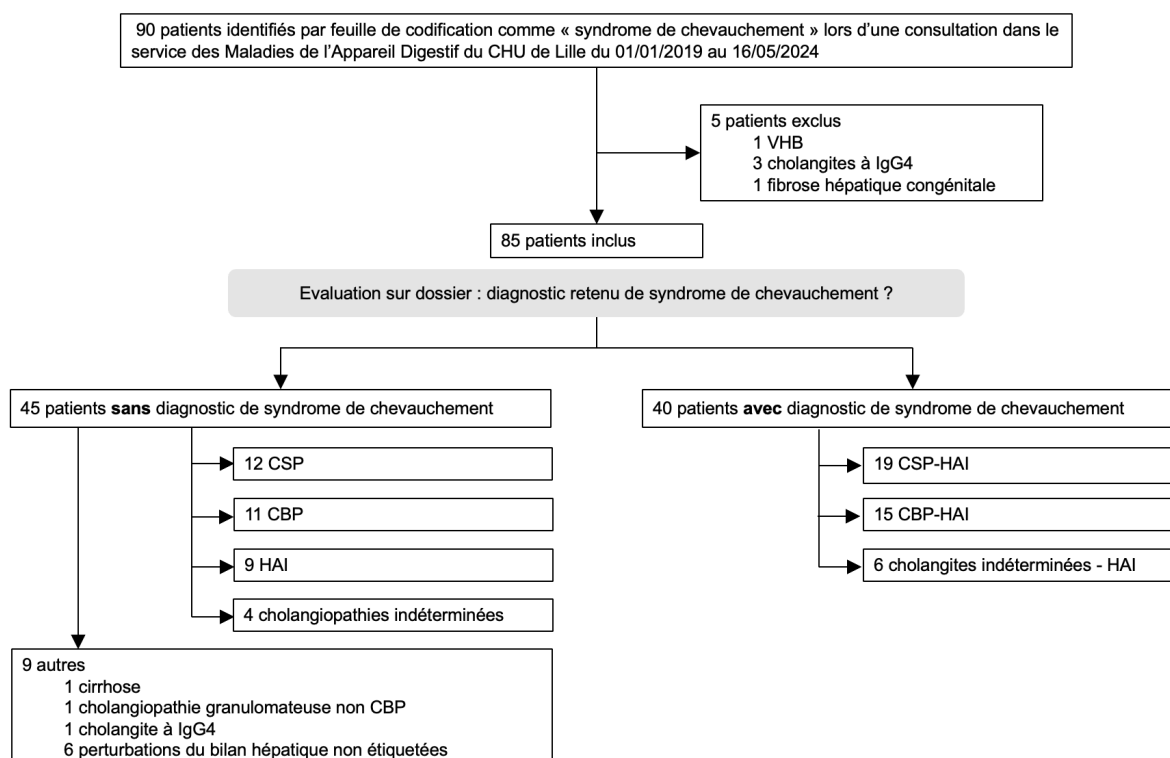 90 patients identifiés par feuille de codification comme « syndrome de chevauchement » lors d’une consultation dans le
service des Maladies de l’Appareil Digestif du CHU de Lille du 01/01/2019 au 16/05/2024
5 patients exclus
1 VHB
3 cholangites à IgG4
1 fibrose hépatique congénitale
85 patients inclus
Evaluation sur dossier : diagnostic retenu de syndrome de chevauchement ?
45 patients sans diagnostic de syndrome de chevauchement
12 CSP
11 CBP
9 HAI
4 cholangiopathies indéterminées
9 autres
1 cirrhose
1 cholangiopathie granulomateuse non CBP
1 cholangite à IgG4
6 perturbations du bilan hépatique non étiquetées
40 patients avec diagnostic de syndrome de chevauchement
19 CSP-HAI
15 CBP-HAI
6 cholangites indéterminées - HAI